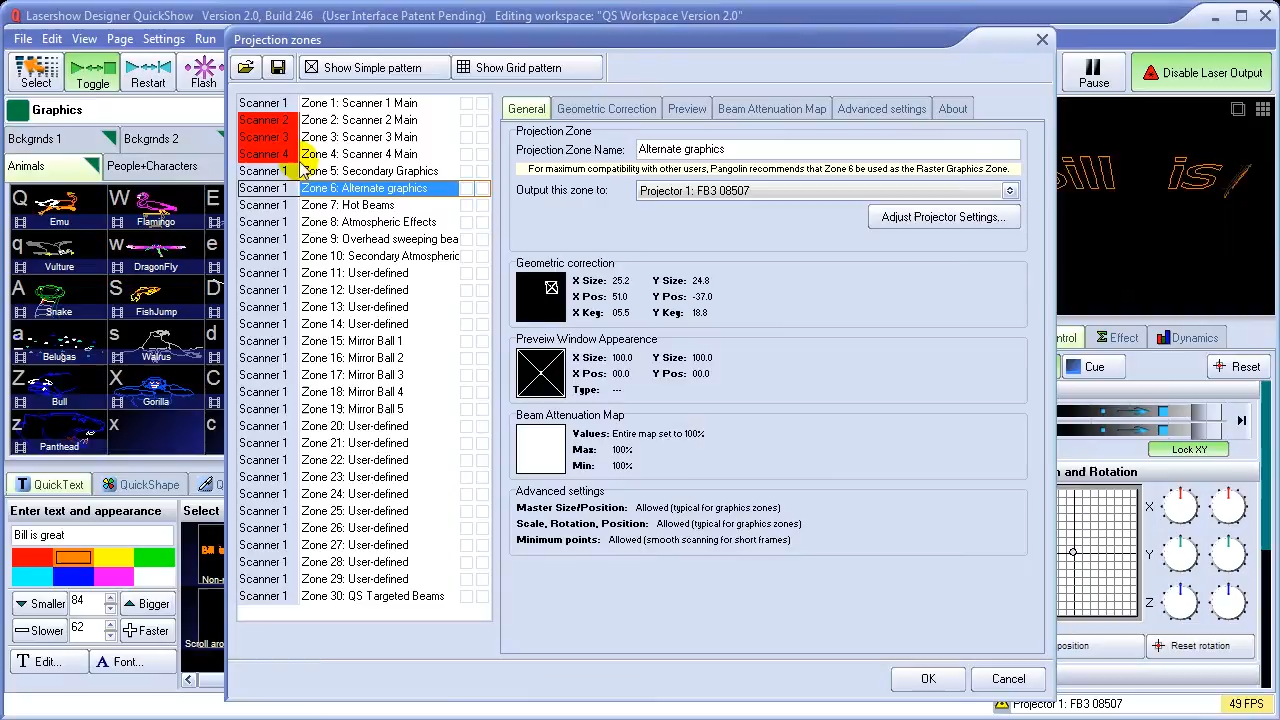 Lasershow Designer QuickShow Version 2.0, Build 246 (User Interface Patent Pending) Editing workspace: "QS Workspace Version 2.0"
File Edit View Page Settings Run
Projection zones
Select Toggle Restart Flash
Show Simple pattern Show Grid pattern
Pause Disable Laser Output
Graphics
Bckgnds 1 Bckgnds 2
Animals People+Characters
Q Emu W Flamingo E
q Vulture w DragonFly e
A Snake S FishJump D
a Belugas s Walrus d
Z Bull X Gorilla C
z Panthead x c
QuickText QuickShape
Enter text and appearance Select
Bill is great
Smaller 84 Bigger
Slower 62 Faster
Edit... Font...
Scroll aro
Scanner 1 Zone 1: Scanner 1 Main
Scanner 2 Zone 2: Scanner 2 Main
Scanner 3 Zone 3: Scanner 3 Main
Scanner 4 Zone 4: Scanner 4 Main
Scanner 1 Zone 5: Secondary Graphics
Scanner 1 Zone 6: Alternate graphics
Scanner 1 Zone 7: Hot Beams
Scanner 1 Zone 8: Atmospheric Effects
Scanner 1 Zone 9: Overhead sweeping bea
Scanner 1 Zone 10: Secondary Atmospheric
Scanner 1 Zone 11: User-defined
Scanner 1 Zone 12: User-defined
Scanner 1 Zone 13: User-defined
Scanner 1 Zone 14: User-defined
Scanner 1 Zone 15: Mirror Ball 1
Scanner 1 Zone 16: Mirror Ball 2
Scanner 1 Zone 17: Mirror Ball 3
Scanner 1 Zone 18: Mirror Ball 4
Scanner 1 Zone 19: Mirror Ball 5
Scanner 1 Zone 20: User-defined
Scanner 1 Zone 21: User-defined
Scanner 1 Zone 22: User-defined
Scanner 1 Zone 23: User-defined
Scanner 1 Zone 24: User-defined
Scanner 1 Zone 25: User-defined
Scanner 1 Zone 26: User-defined
Scanner 1 Zone 27: User-defined
Scanner 1 Zone 28: User-defined
Scanner 1 Zone 29: User-defined
Scanner 1 Zone 30: QS Targeted Beams
General Geometric Correction Preview Beam Attenuation Map Advanced settings About
Projection Zone
Projection Zone Name: Alternate graphics
For maximum compatibility with other users, Pangolin recommends that Zone 6 be used as the Raster Graphics Zone.
Output this zone to: Projector 1: FB3 08507
Adjust Projector Settings...
Geometric correction
X Size: 25.2 Y Size: 24.8
X Pos: 51.0 Y Pos: -37.0
X Key: 05.5 Y Key: 18.8
Preveiw Window Appearence
X Size: 100.0 Y Size: 100.0
X Pos: 00.0 Y Pos: 00.0
Type: ---
Beam Attenuation Map
Values: Entire map set to 100%
Max: 100%
Min: 100%
Advanced settings
Master Size/Position: Allowed (typical for graphics zones)
Scale, Rotation, Position: Allowed (typical for graphics zones)
Minimum points: Allowed (smooth scanning for short frames)
OK Cancel
is
ntrol Effect Dynamics
Cue Reset
Lock XY
n and Rotation
X
Y
Z
position Reset rotation
Projector 1: FB3 08507 49 FPS